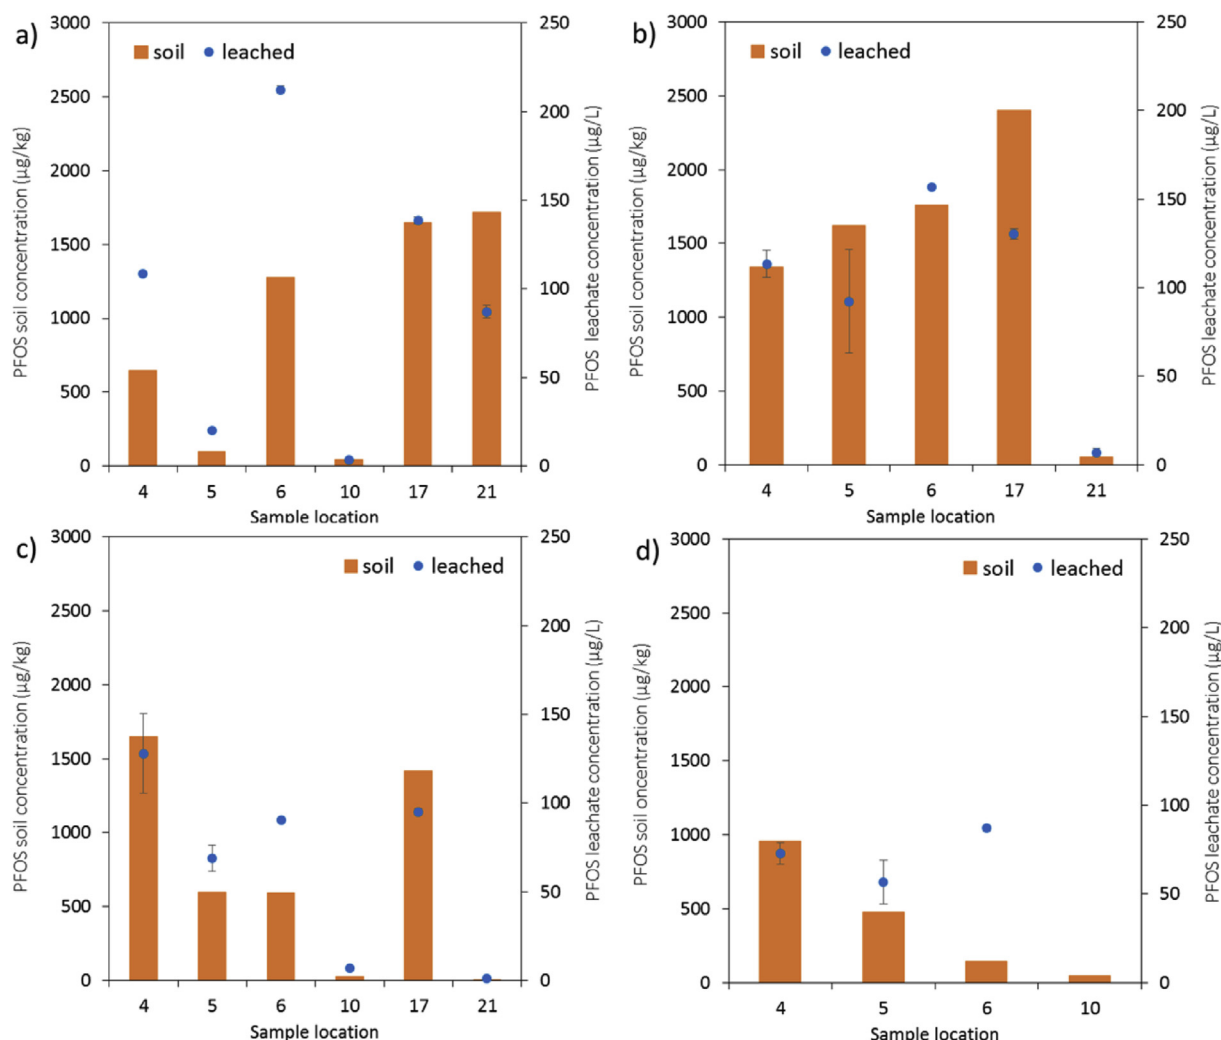 a)
soil leached
PFOS soil concentration (µg/kg)
3000
2500
2000
1500
1000
500
0
250
200
150
100
50
0
PFOS leachate concentration (µg/L)
4 5 6 10 17 21
Sample location
b)
soil leached
PFOS soil concentration (µg/kg)
3000
2500
2000
1500
1000
500
0
250
200
150
100
50
0
PFOS leachate concentration (µg/L)
4 5 6 17 21
Sample location
c)
soil leached
PFOS soil concentration (µg/kg)
3000
2500
2000
1500
1000
500
0
250
200
150
100
50
0
PFOS leachate concentration (µg/L)
4 5 6 10 17 21
Sample location
d)
soil leached
PFOS soil oncentration (µg/kg)
3000
2500
2000
1500
1000
500
0
250
200
150
100
50
0
PFOS leachate concentration (µg/L)
4 5 6 10
Sample location